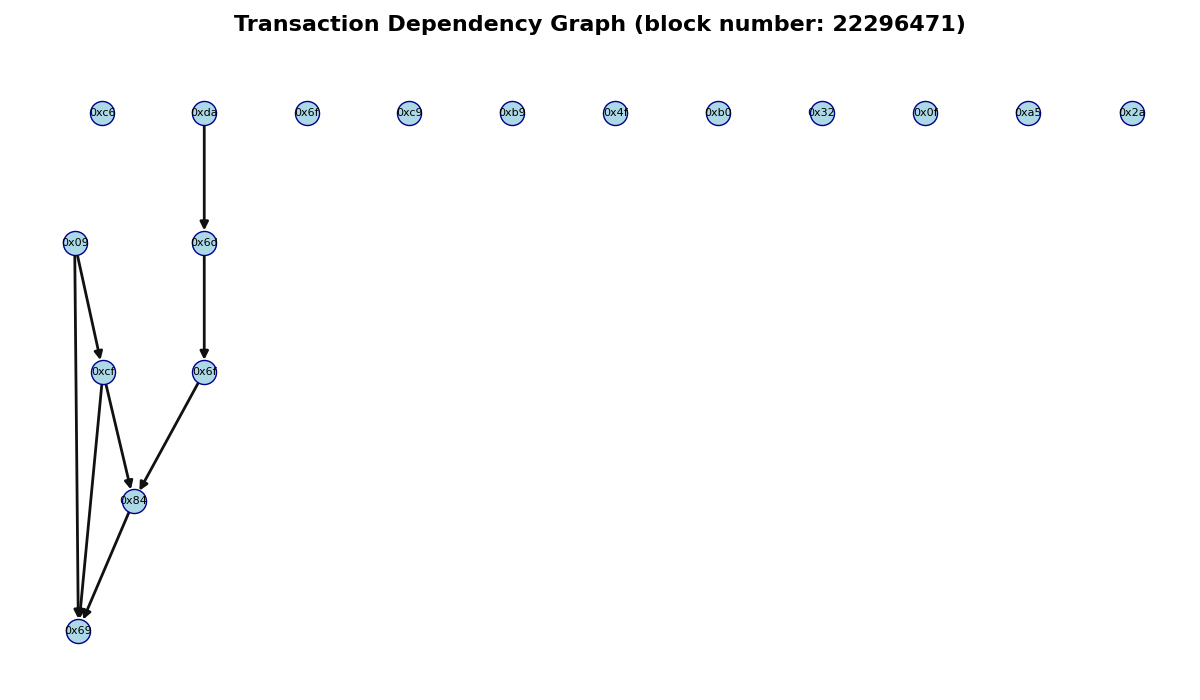 Transaction Dependency Graph (block number: 22296471)
0xc6 0xda 0x6f 0xc9 0xb9 0x4f 0xb0 0x32 0x0f 0xa5 0x2a
0x09 0x6d
0xcf 0x6f
0x84
0x69